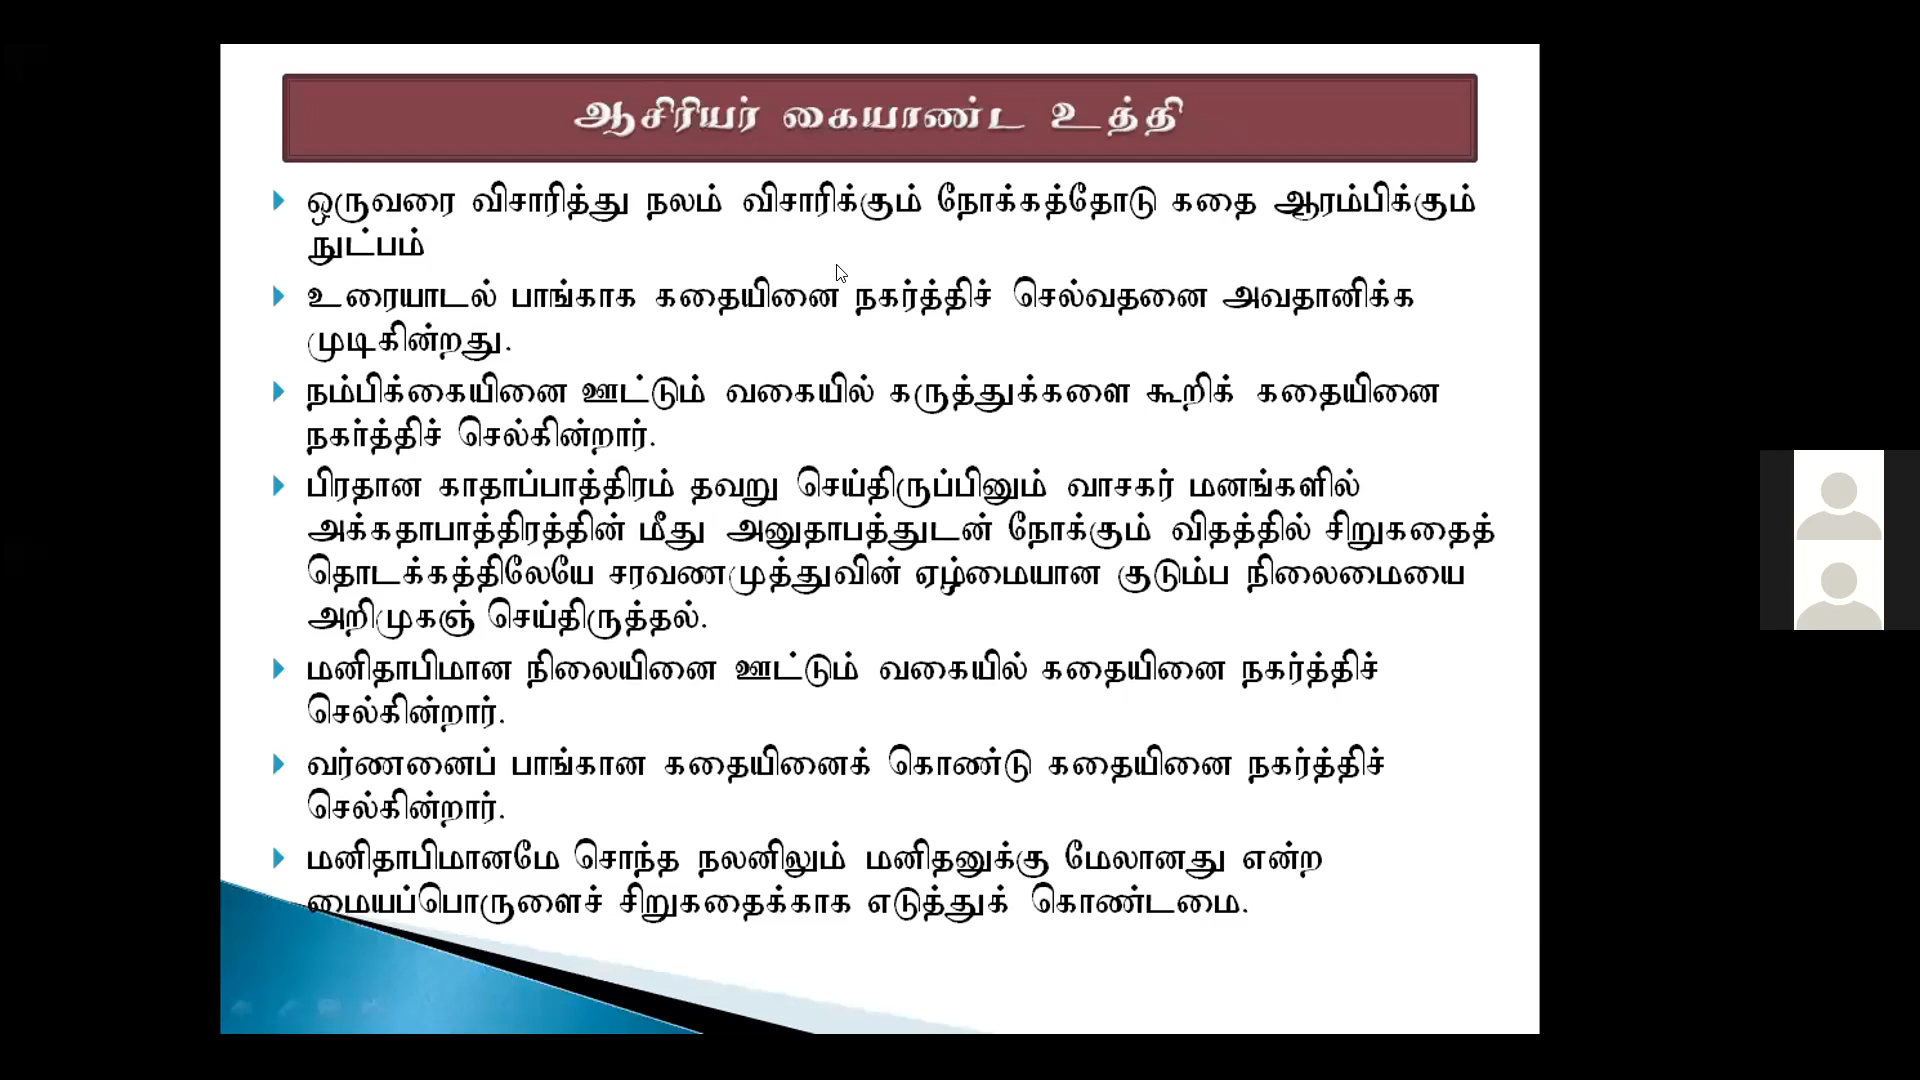 ஆசிரியர் கையாண்ட உத்தி
ஒருவரை விசாரித்து நலம் விசாரிக்கும் நோக்கத்தோடு கதை ஆரம்பிக்கும்
நுட்பம்
உரையாடல் பாங்காக கதையினை நகர்த்திச் செல்வதனை அவதானிக்க
முடிகின்றது.
நம்பிக்கையினை ஊட்டும் வகையில் கருத்துக்களை கூறிக் கதையினை
நகர்த்திச் செல்கின்றார்.
பிரதான காதாப்பாத்திரம் தவறு செய்திருப்பினும் வாசகர் மனங்களில்
அக்கதாபாத்திரத்தின் மீது அனுதாபத்துடன் நோக்கும் விதத்தில் சிறுகதைத்
தொடக்கத்திலேயே சரவணமுத்துவின் ஏழ்மையான குடும்ப நிலைமையை
அறிமுகஞ் செய்திருத்தல்.
மனிதாபிமான நிலையினை ஊட்டும் வகையில் கதையினை நகர்த்திச்
செல்கின்றார்.
வர்ணனைப் பாங்கான கதையினைக் கொண்டு கதையினை நகர்த்திச்
செல்கின்றார்.
மனிதாபிமானமே சொந்த நலனிலும் மனிதனுக்கு மேலானது என்ற
மையப்பொருளைச் சிறுகதைக்காக எடுத்துக் கொண்டமை.